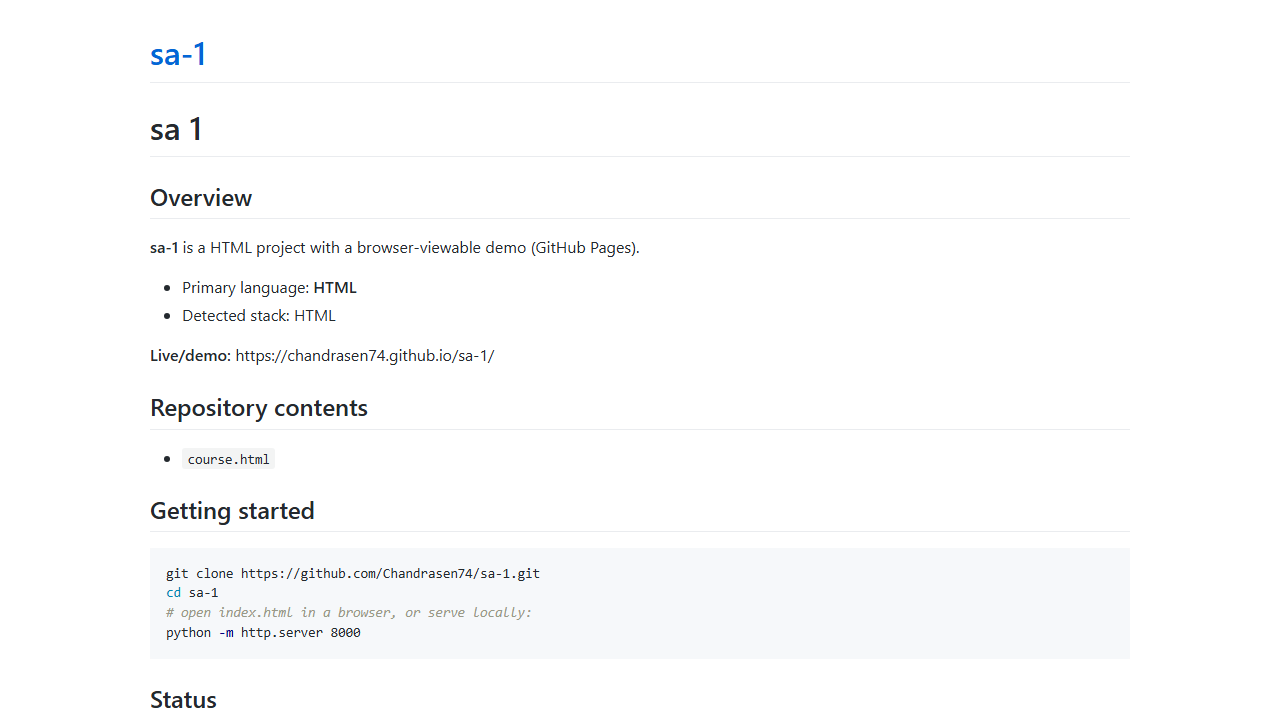 sa-1
sa 1
Overview
sa-1 is a HTML project with a browser-viewable demo (GitHub Pages).
Primary language: HTML
Detected stack: HTML
Live/demo: https://chandrasen74.github.io/sa-1/
Repository contents
course.html
Getting started
git clone https://github.com/Chandrasen74/sa-1.git
cd sa-1
# open index.html in a browser, or serve locally:
python -m http.server 8000
Status